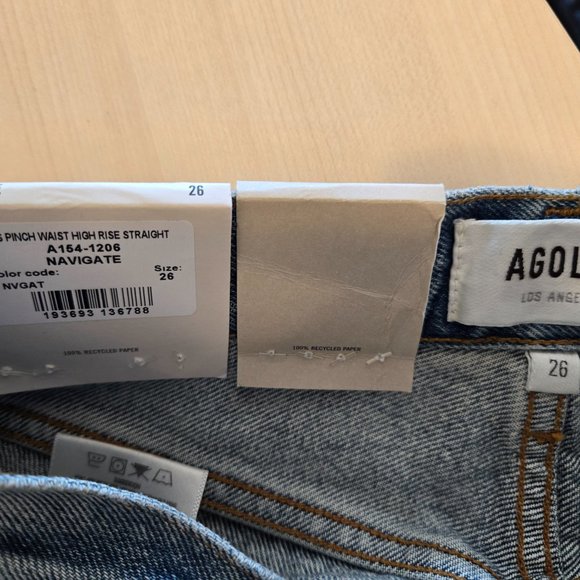 26
S PINCH WAIST HIGH RISE STRAIGHT
A154-1206
NAVIGATE
olor code:
Size:
NVGAT
26
193693 136788
100% RECYCLED PAPER
100% RECYCLED PAPER
AGOL
LOS ANGE
26